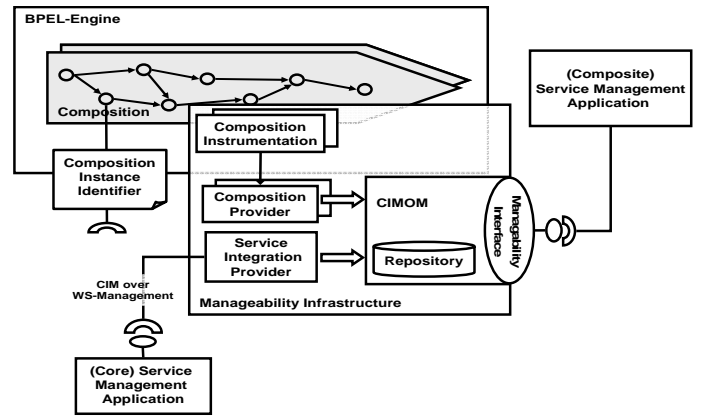 BPEL-Engine
Composition
Composition
Instrumentation
(Composite)
Service Management
Application
Composition
Instance
Identifier
Composition
Provider
CIMOM
Managability
Interface
Service
Integration
Provider
Repository
CIM over
WS-Management
Manageability Infrastructure
(Core) Service
Management
Application